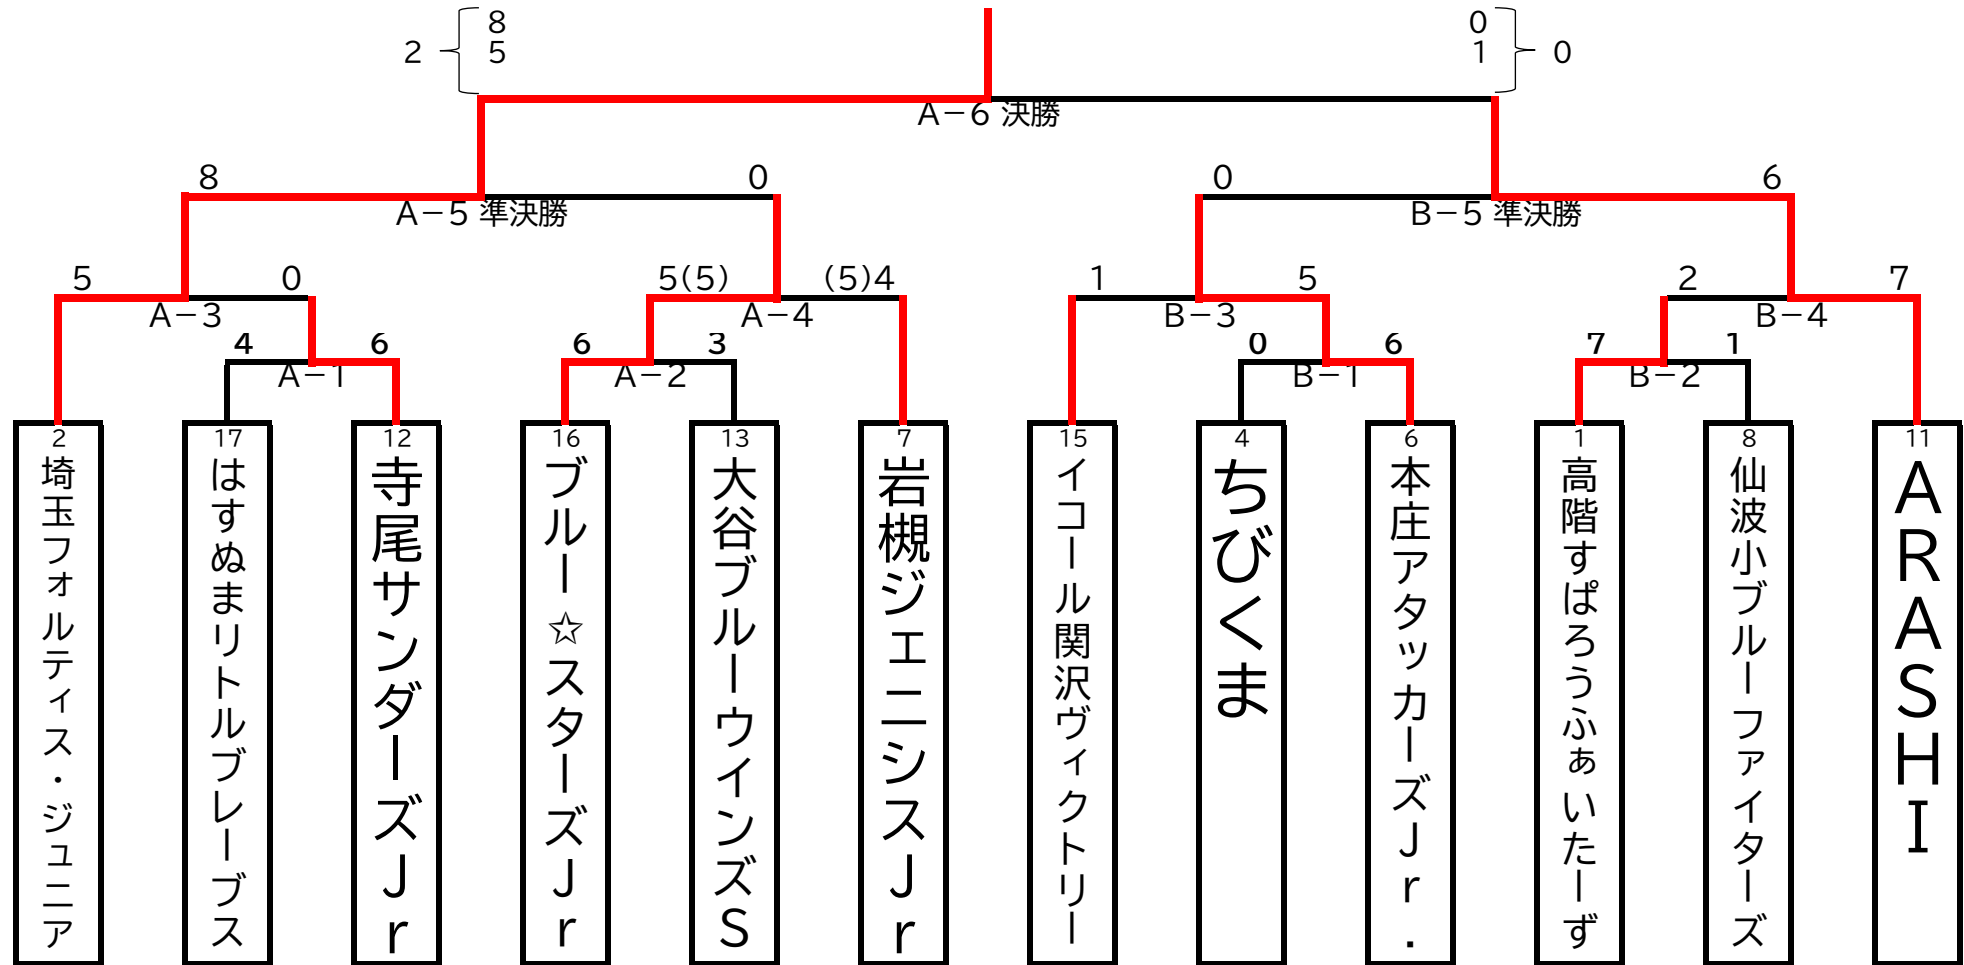 8
5
2
0
1
0
A－6 決勝
8
0
A－5 準決勝
0
6
B－5 準決勝
5
0
A－3
5(5)
(5)4
A－4
1
5
B－3
2
7
B－4
4
6
A－1
6
3
A－2
0
6
B－1
7
1
B－2
2
埼玉フォルティス・ジュニア
17
はすぬまリトルブレーブス
12
寺尾サンダーズJr
16
ブルー☆スターズJr
13
大谷ブルーウインズS
7
岩槻ジェニシスJr
15
イコール関沢ヴィクトリー
4
ちびくま
6
本庄アタッカーズJr.
1
高階すぱろうふぁいたーず
8
仙波小ブルーファイターズ
11
ARASHI